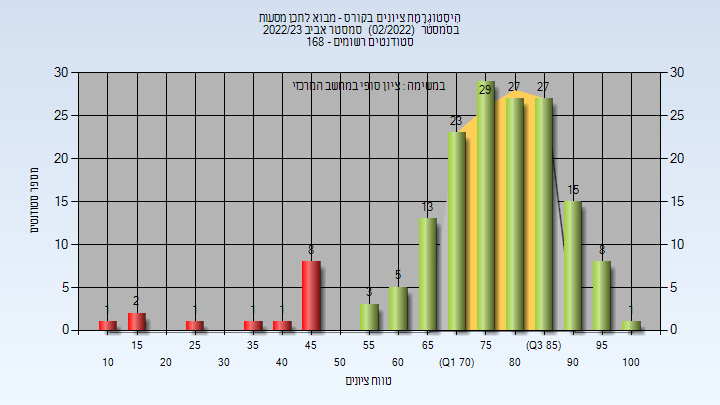 היסטוגרמת ציונים בקורס - מבוא לתכן מסעות
בסמסטר (02/2022) סמסטר אביב 2022/23
סטודנטים רשומים - 168
במשימה : ציון סופי במחשב המרכזי
מספר סטודנטים
30 25 20 15 10 5 0
30 25 20 15 10 5 0
1 2 1 1 1 8 3 5 13 23 29 27 27 15 8 1
15 25 35 45 55 65 75 (Q3 85) 95
10 20 30 40 50 60 (Q1 70) 80 90 100
טווח ציונים